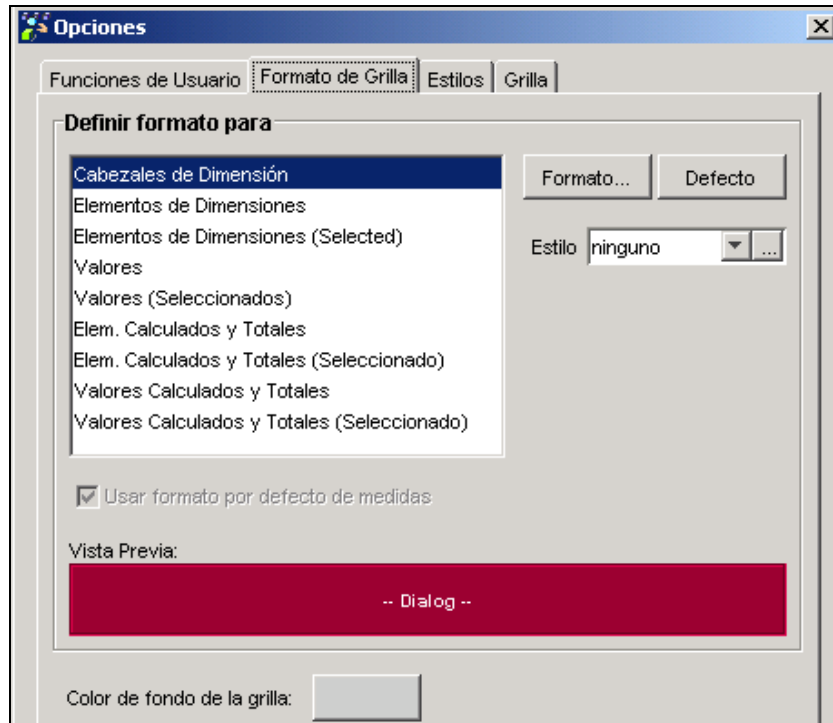 Opciones
Funciones de Usuario Formato de Grilla Estilos Grilla
Definir formato para
Cabezales de Dimensión
Elementos de Dimensiones
Elementos de Dimensiones (Selected)
Valores
Valores (Seleccionados)
Elem. Calculados y Totales
Elem. Calculados y Totales (Seleccionado)
Valores Calculados y Totales
Valores Calculados y Totales (Seleccionado)
Formato... Defecto
Estilo ninguno ...
Usar formato por defecto de medidas
Vista Previa:
-- Dialog --
Color de fondo de la grilla: